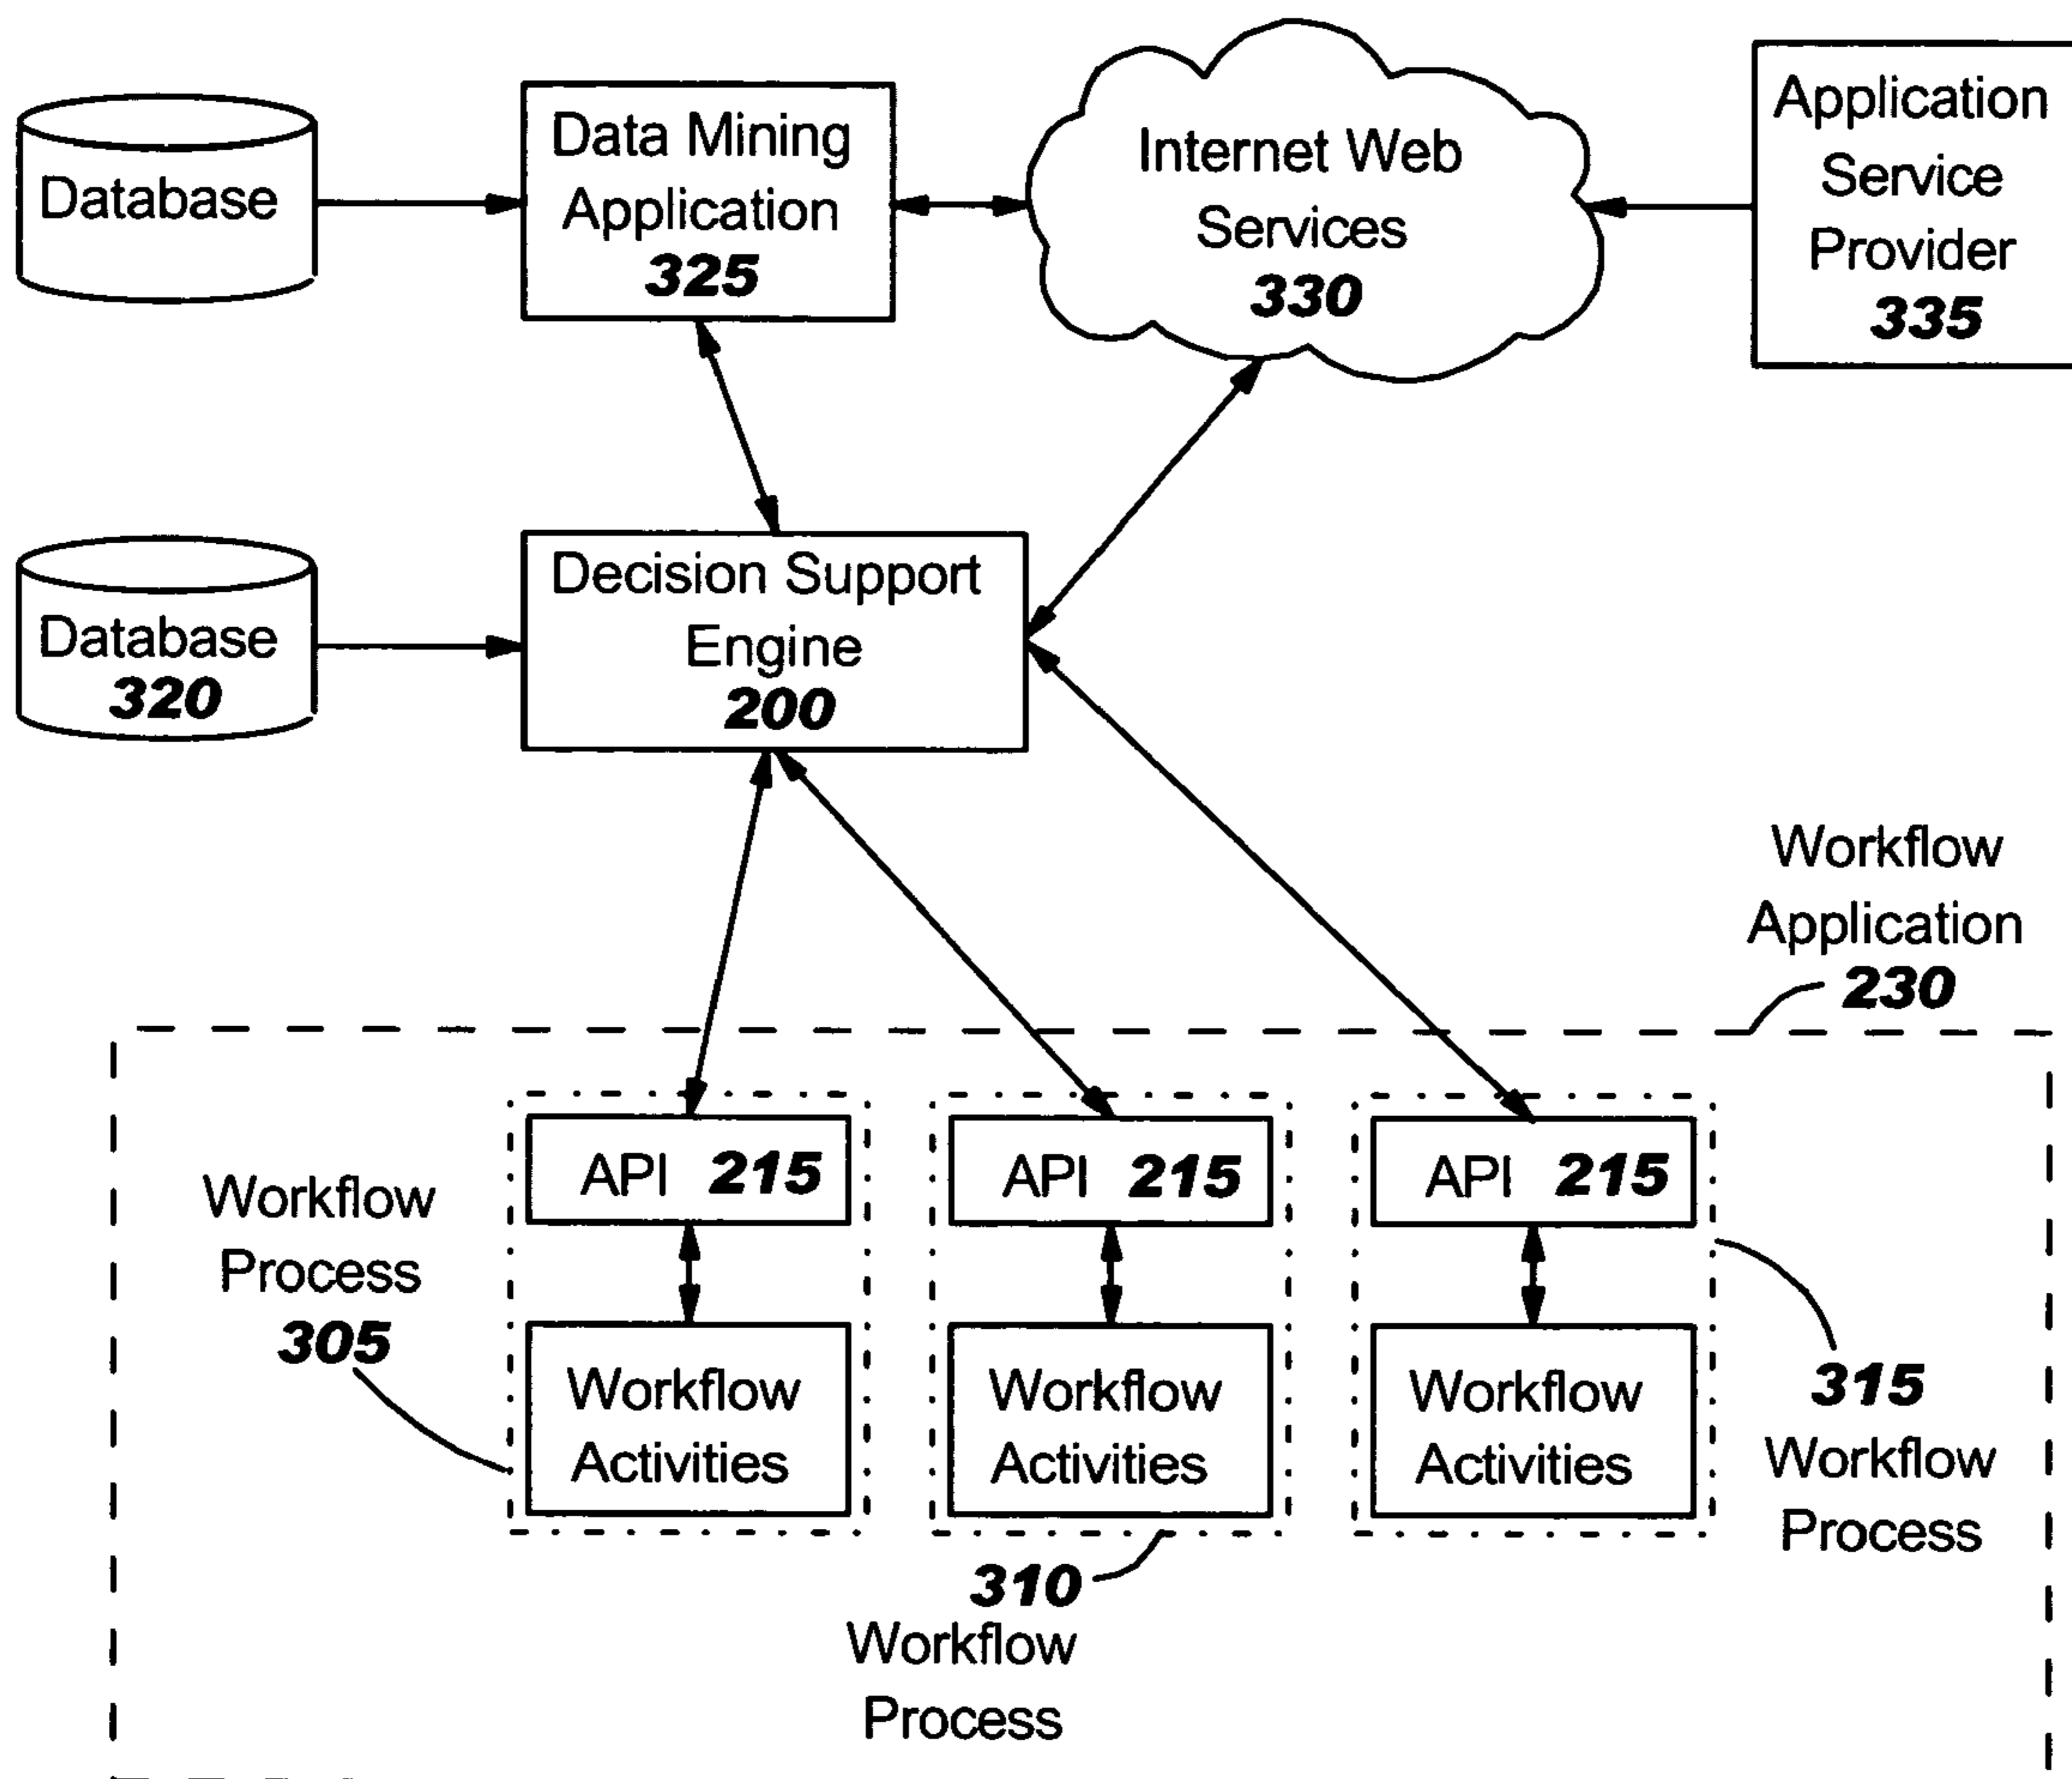 Database
Data Mining
Application
325
Internet Web
Services
330
Application
Service
Provider
335
Database
320
Decision Support
Engine
200
Workflow
Application
230
Workflow
Process
305
API 215
Workflow
Activities
API 215
Workflow
Activities
310
Workflow
Process
API 215
Workflow
Activities
315
Workflow
Process